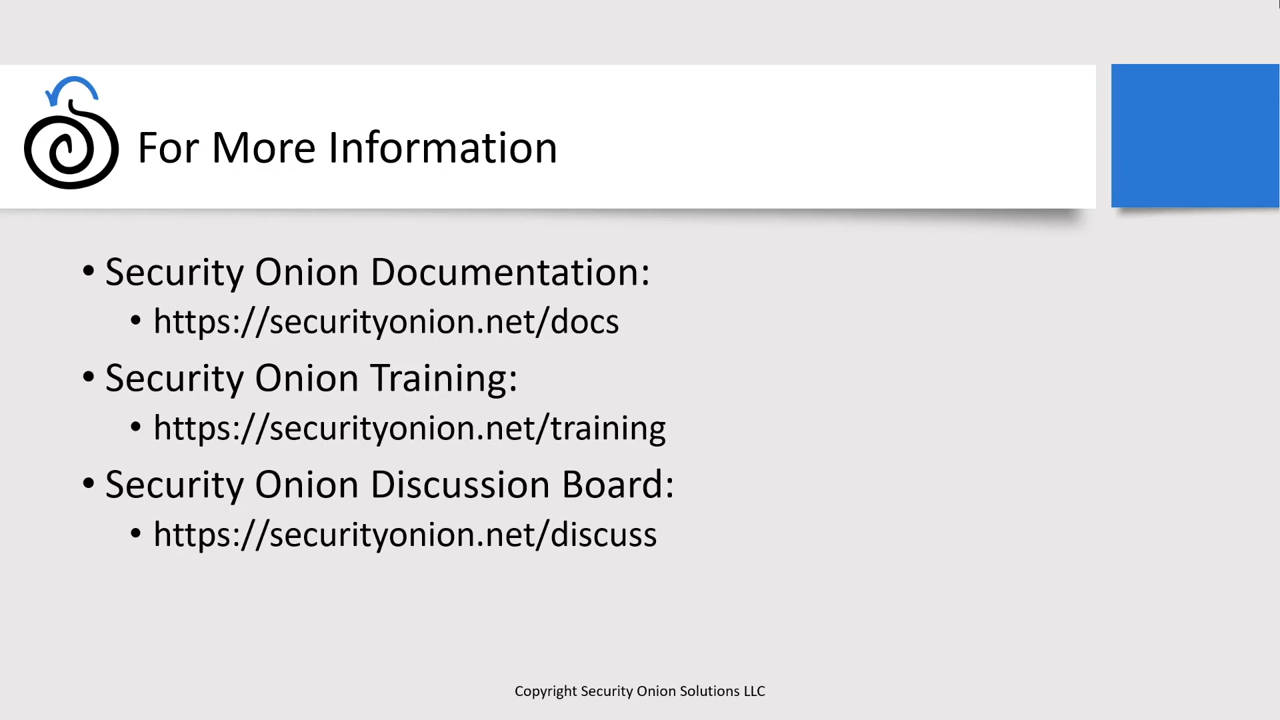 For More Information
• Security Onion Documentation:
• https://securityonion.net/docs
• Security Onion Training:
• https://securityonion.net/training
• Security Onion Discussion Board:
• https://securityonion.net/discuss
Copyright Security Onion Solutions LLC